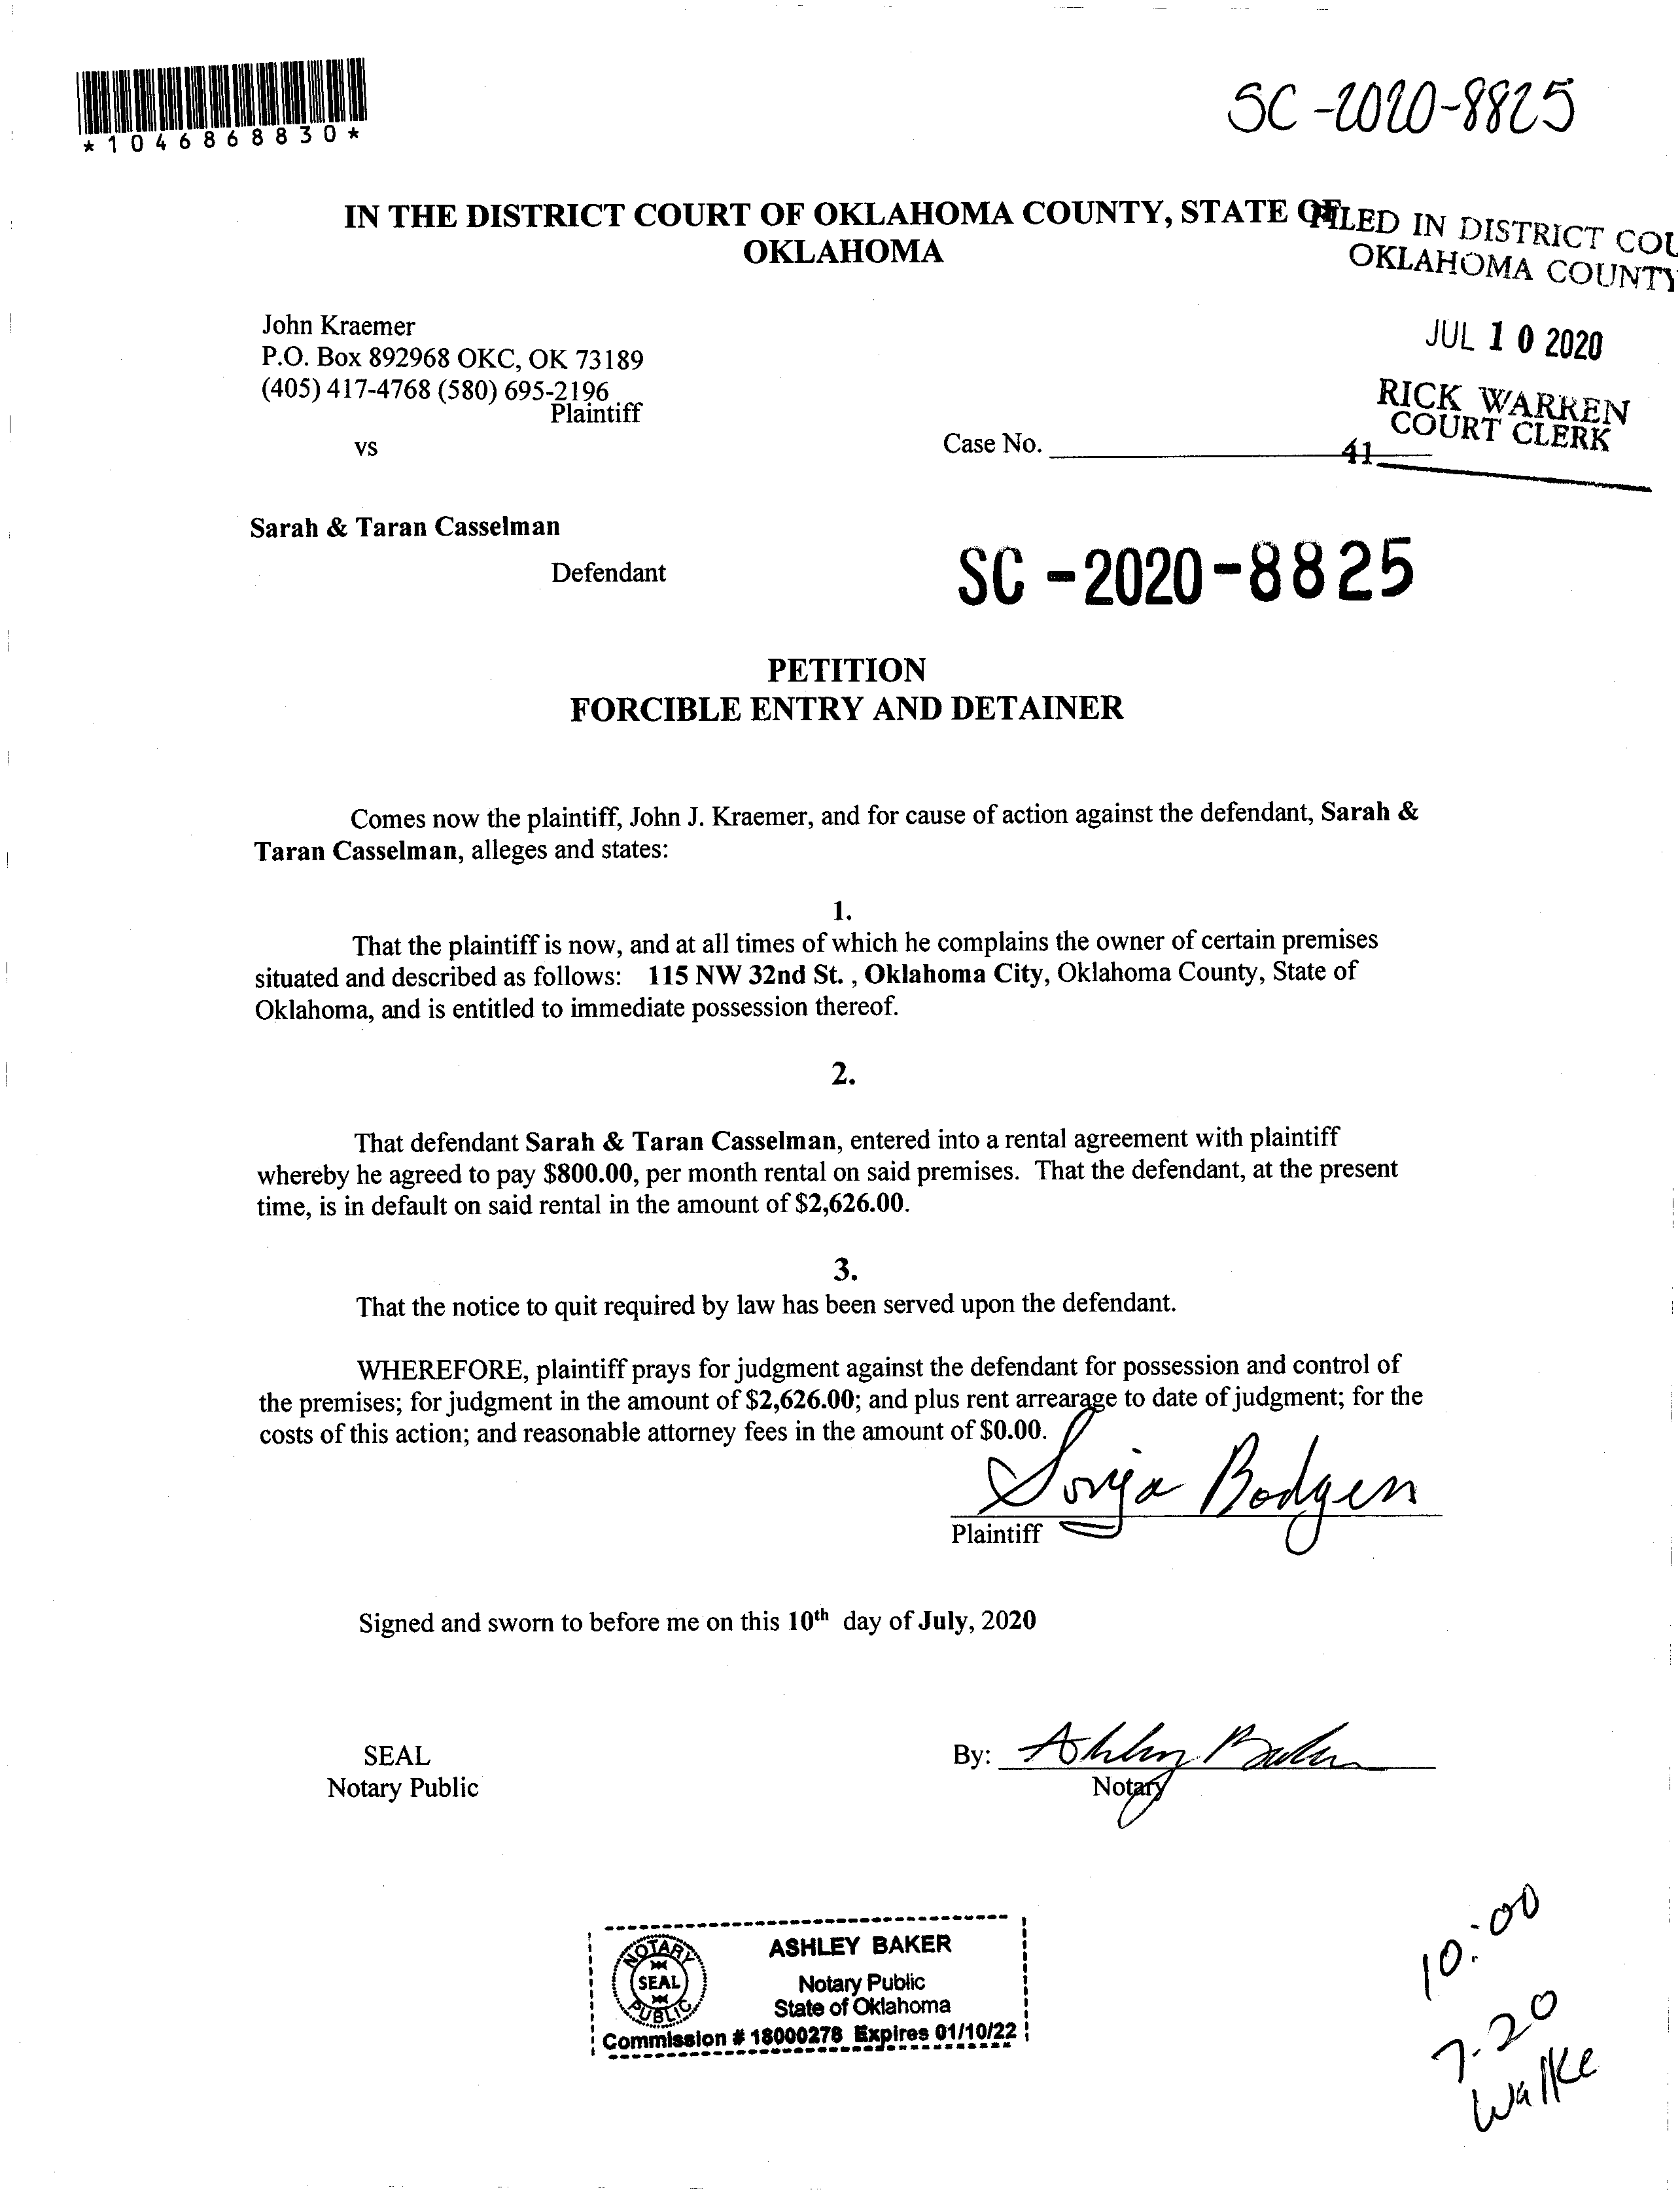 *1046868830*
SC-2020-8825
IN THE DISTRICT COURT OF OKLAHOMA COUNTY, STATE OF
OKLAHOMA
FILED IN DISTRICT COU
OKLAHOMA COUNTY
JUL 10 2020
RICK WARREN
COURT CLERK
41
John Kraemer
P.O. Box 892968 OKC, OK 73189
(405) 417-4768 (580) 695-2196
Plaintiff
vs
Case No.
Sarah & Taran Casselman
Defendant
SC-2020-8825
PETITION
FORCIBLE ENTRY AND DETAINER
Comes now the plaintiff, John J. Kraemer, and for cause of action against the defendant, Sarah &
Taran Casselman, alleges and states:
1.
That the plaintiff is now, and at all times of which he complains the owner of certain premises
situated and described as follows: 115 NW 32nd St. , Oklahoma City, Oklahoma County, State of
Oklahoma, and is entitled to immediate possession thereof.
2.
That defendant Sarah & Taran Casselman, entered into a rental agreement with plaintiff
whereby he agreed to pay $800.00, per month rental on said premises. That the defendant, at the present
time, is in default on said rental in the amount of $2,626.00.
3.
That the notice to quit required by law has been served upon the defendant.
WHEREFORE, plaintiff prays for judgment against the defendant for possession and control of
the premises; for judgment in the amount of $2,626.00; and plus rent arrearage to date of judgment; for the
costs of this action; and reasonable attorney fees in the amount of $0.00.
Sonja Bodgen
Plaintiff
Signed and sworn to before me on this 10th day of July, 2020
SEAL
Notary Public
By: Ashley Baker
Notary
NOTARY
SEAL
PUBLIC
ASHLEY BAKER
Notary Public
State of Oklahoma
Commission # 18000278 Expires 01/10/22
10:00
7-20
Walke